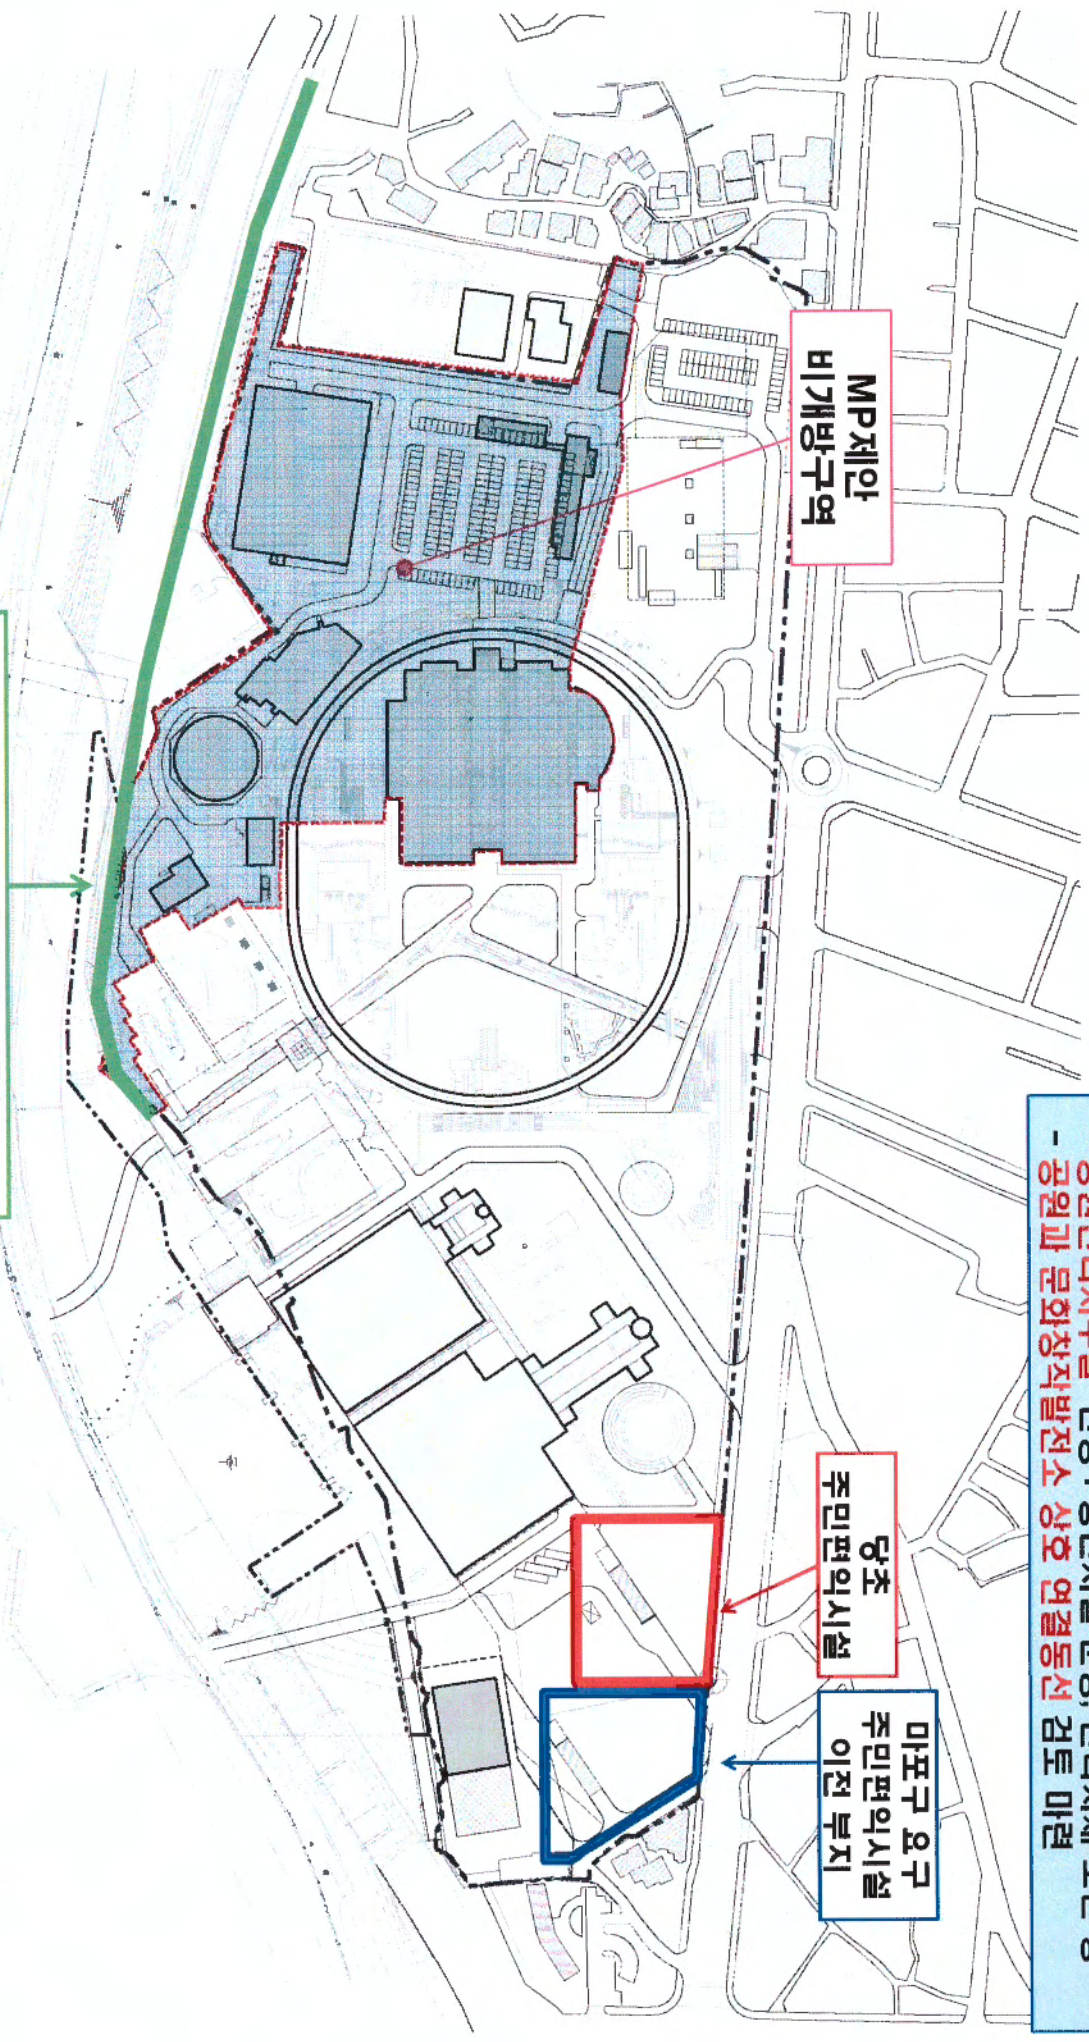 - 공원과 문화창작발전소 상호 연결동선 검토 마련
MP제안
비개방구역
당초
주민편익시설
마포구 요구
주민편익시설
이전 부지